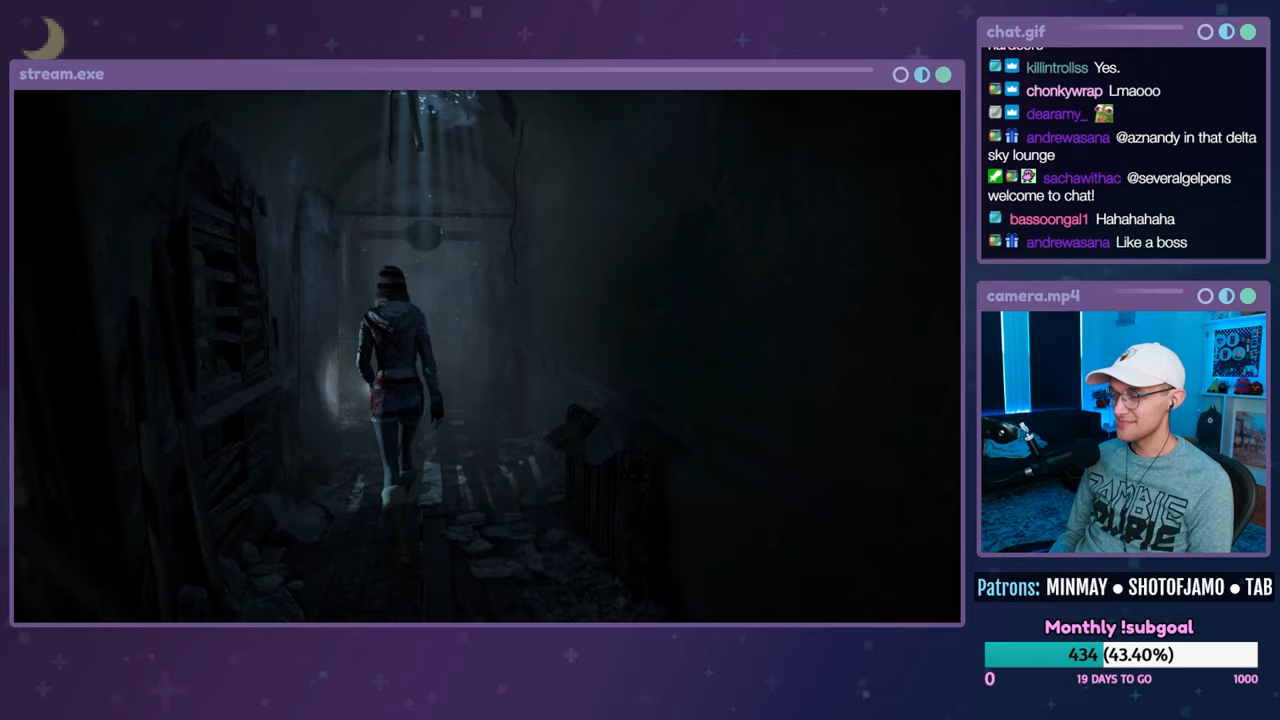 stream.exe
chat.gif
killintrollss Yes.
chonkywrap Lmaooo
dearamy_
andrewasana @aznandy in that delta
sky lounge
sachawithac @severalgelpens
welcome to chat!
bassoongal1 Hahahahaha
andrewasana Like a boss
camera.mp4
Patrons: MINMAY ● SHOTOFJAMO ● TAB
Monthly !subgoal
434 (43.40%)
0 19 DAYS TO GO 1000